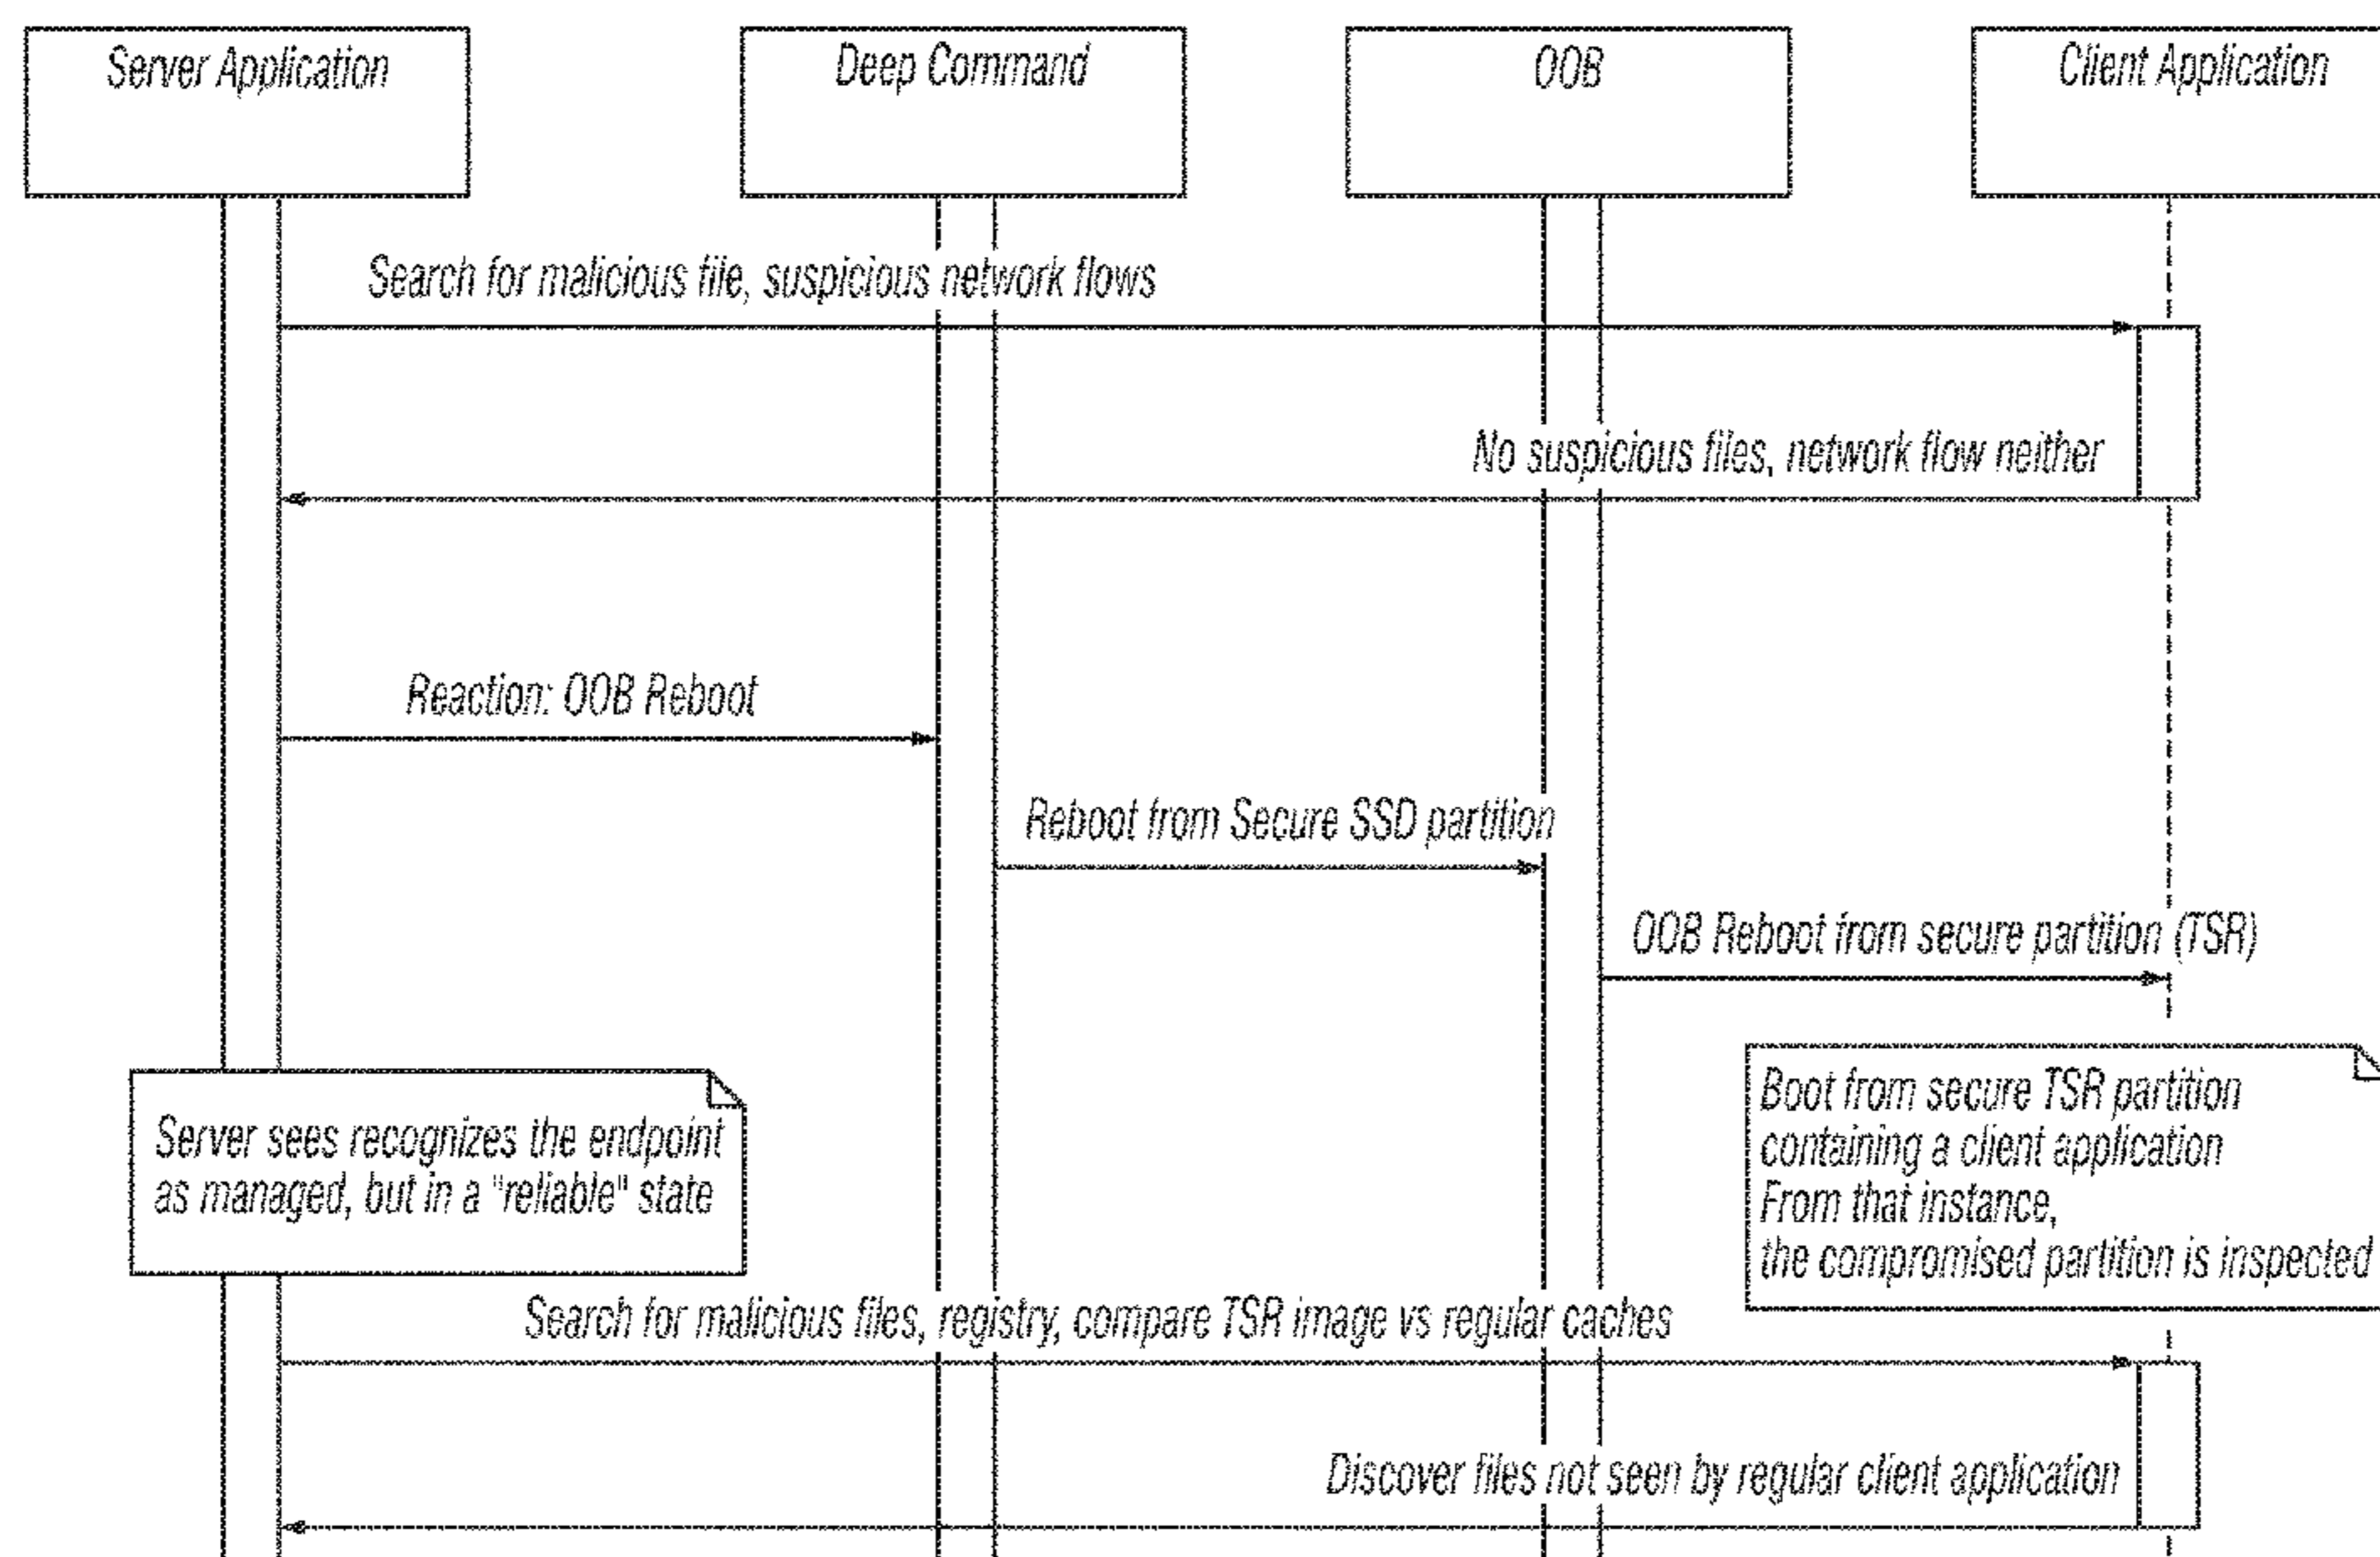 Server Application
Deep Command
OOB
Client Application
Search for malicious file, suspicious network flows
No suspicious files, network flow neither
Reaction: OOB Reboot
Reboot from Secure SSD partition
OOB Reboot from secure partition (TSR)
Boot from secure TSR partition
containing a client application
From that instance,
the compromised partition is inspected
Server sees recognizes the endpoint
as managed, but in a "reliable" state
Search for malicious files, registry, compare TSR image vs regular caches
Discover files not seen by regular client application